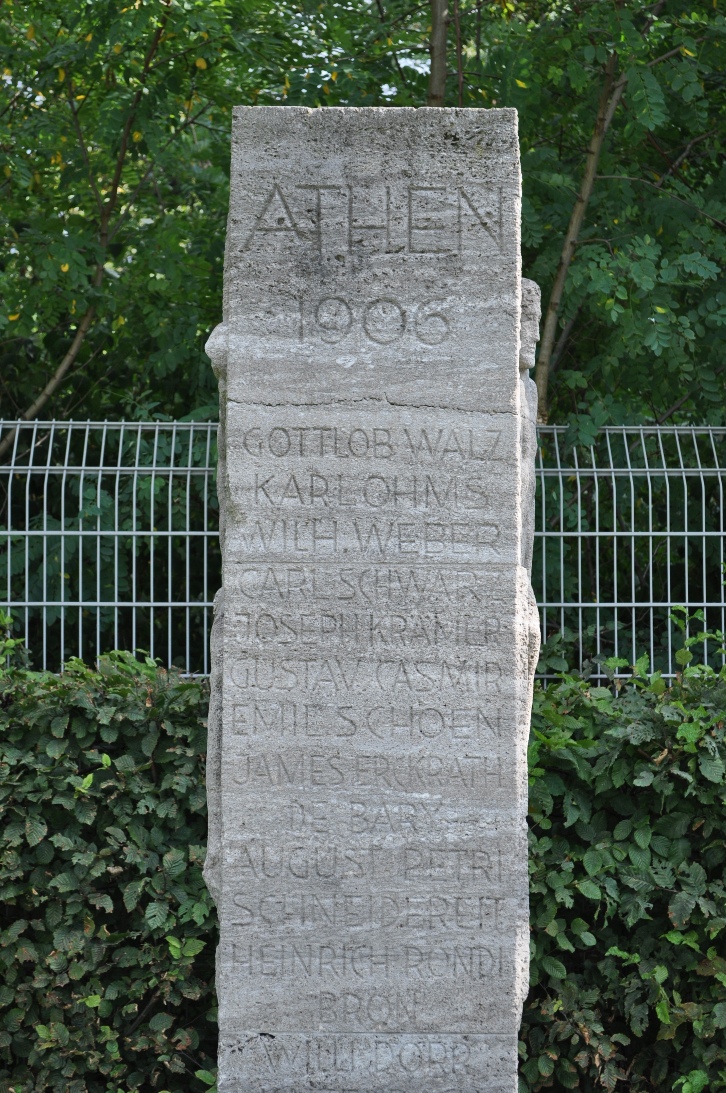 ATHEN
1906
GOTTLOB WALZ
KARL OHMS
WILH. WEBER
CARL SCHWARZ
JOSEPH KRÄMER
GUSTAV CASMIR
EMIL SCHOEN
JAMES ERCKRATH
DE BARY
AUGUST PETRI
SCHNEIDEREIT
HEINRICH RONDI
BRON
WILLI DÖRR